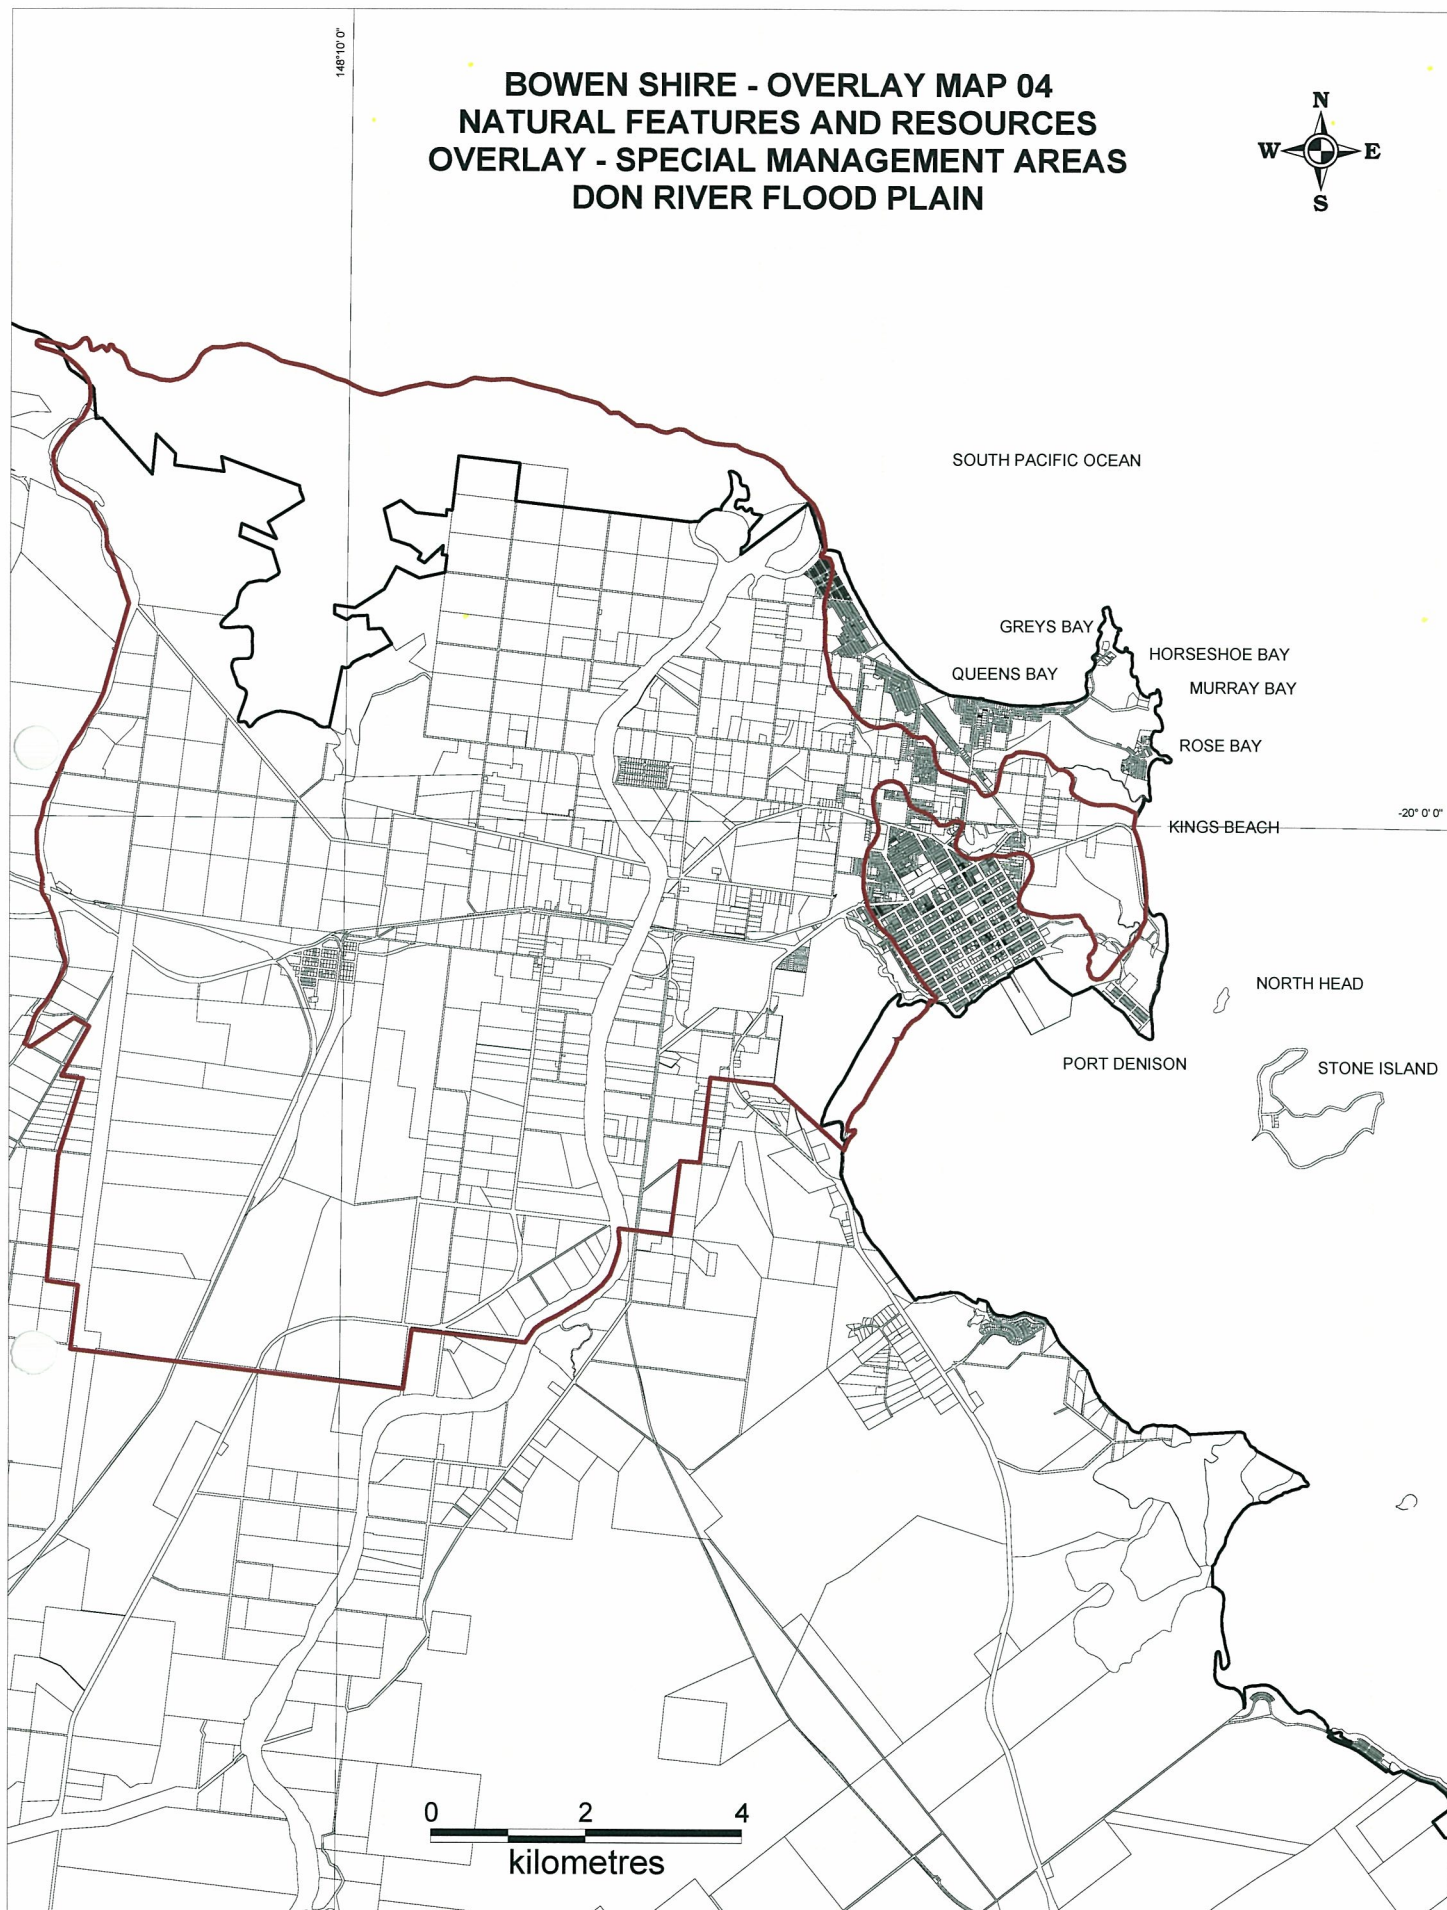 148°10' 0"
BOWEN SHIRE - OVERLAY MAP 04
NATURAL FEATURES AND RESOURCES
OVERLAY - SPECIAL MANAGEMENT AREAS
DON RIVER FLOOD PLAIN
N
W E
S
SOUTH PACIFIC OCEAN
GREYS BAY
HORSESHOE BAY
QUEENS BAY
MURRAY BAY
ROSE BAY
-20° 0' 0"
KINGS BEACH
NORTH HEAD
PORT DENISON
STONE ISLAND
0 2 4
kilometres